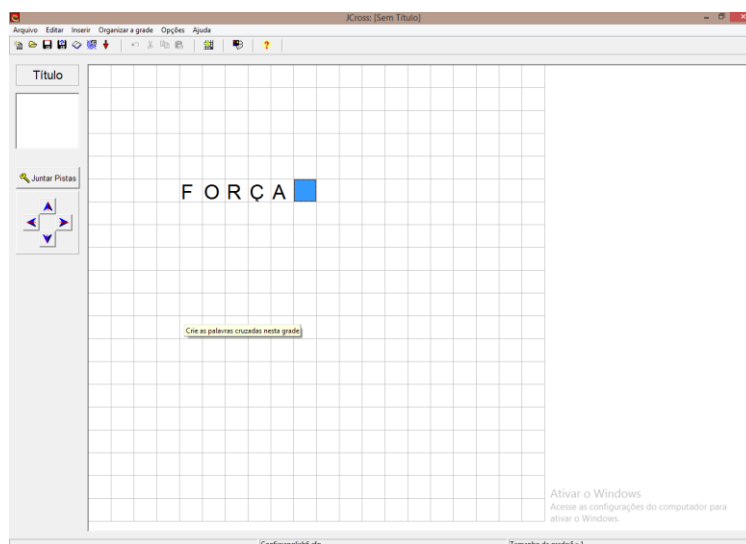 JCross: [Sem Título]
Arquivo Editar Inserir Organizar a grade Opções Ajuda
Título
Juntar Pistas
F O R Ç A
Crie as palavras cruzadas nesta grade
Ativar o Windows
Acesse as configurações do computador para
ativar o Windows.